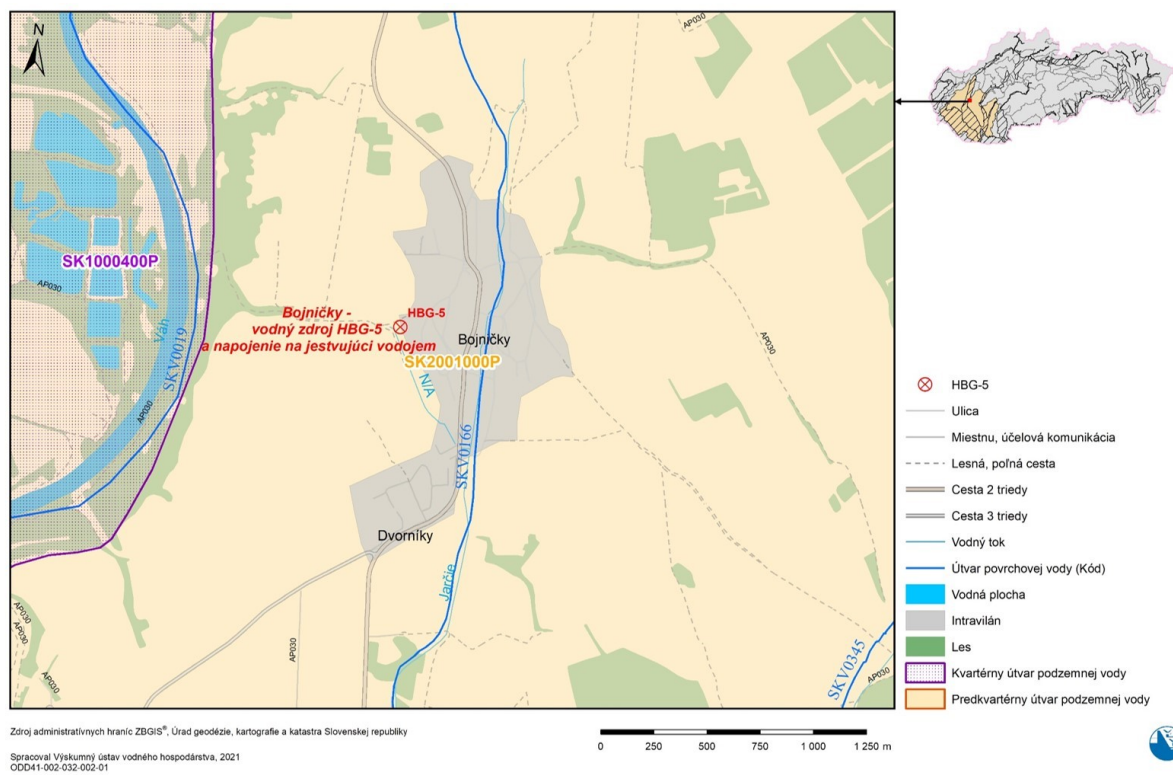 N
AP030
SK1000400P
AP030
Váh
SKV0019
AP030
Bojničky -
vodný zdroj HBG-5
a napojenie na jestvujúci vodojem
HBG-5
Bojničky
SK2001000P
N/A
SKV0166
AP030
Dvorníky
Jarčie
AP030
AP030
AP030
AP030
SKV0345
AP030
HBG-5
Ulica
Miestnu, účelová komunikácia
Lesná, poľná cesta
Cesta 2 triedy
Cesta 3 triedy
Vodný tok
Útvar povrchovej vody (Kód)
Vodná plocha
Intravilán
Les
Kvartérny útvar podzemnej vody
Predkvartérny útvar podzemnej vody
Zdroj administratívnych hraníc ZBGIS®, Úrad geodézie, kartografie a katastra Slovenskej republiky
Spracoval Výskumný ústav vodného hospodárstva, 2021
ODD41-002-032-002-01
0 250 500 750 1 000 1 250 m